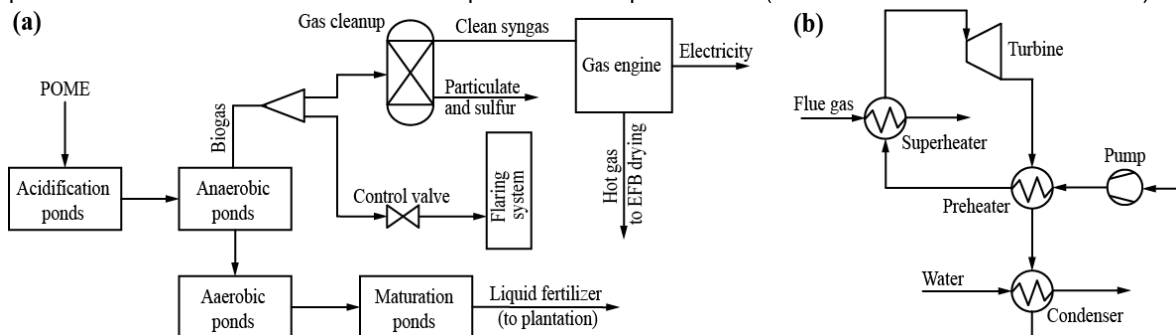 (a)
Gas cleanup
Clean syngas
Gas engine
Electricity
POME
Biogas
Particulate
and sulfur
Hot gas
to EFB drying
Acidification
ponds
Anaerobic
ponds
Control valve
Flaring
system
Aaerobic
ponds
Maturation
ponds
Liquid fertilizer
(to plantation)
(b)
Turbine
Flue gas
Superheater
Pump
Preheater
Water
Condenser